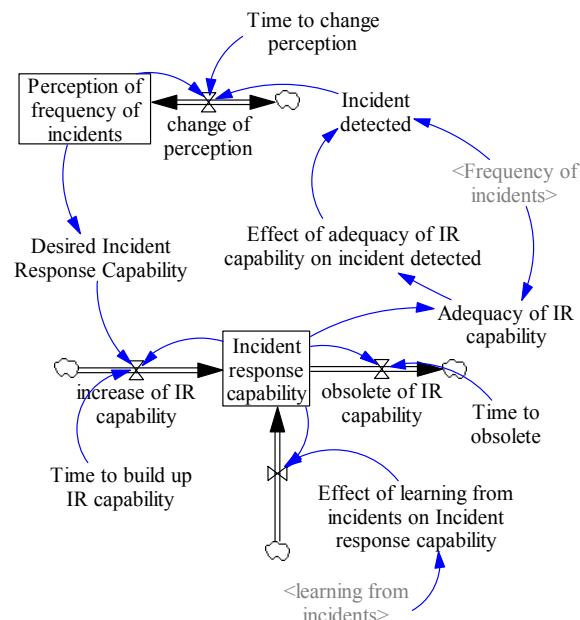 Time to change
perception
Perception of
frequency of
incidents
change of
perception
Incident
detected
<Frequency of
incidents>
Desired Incident
Response Capability
Effect of adequacy of IR
capability on incident detected
Adequacy of IR
capability
Incident
response
capability
increase of IR
capability
obsolete of IR
capability
Time to
obsolete
Time to build up
IR capability
Effect of learning from
incidents on Incident
response capability
<learning from
incidents>